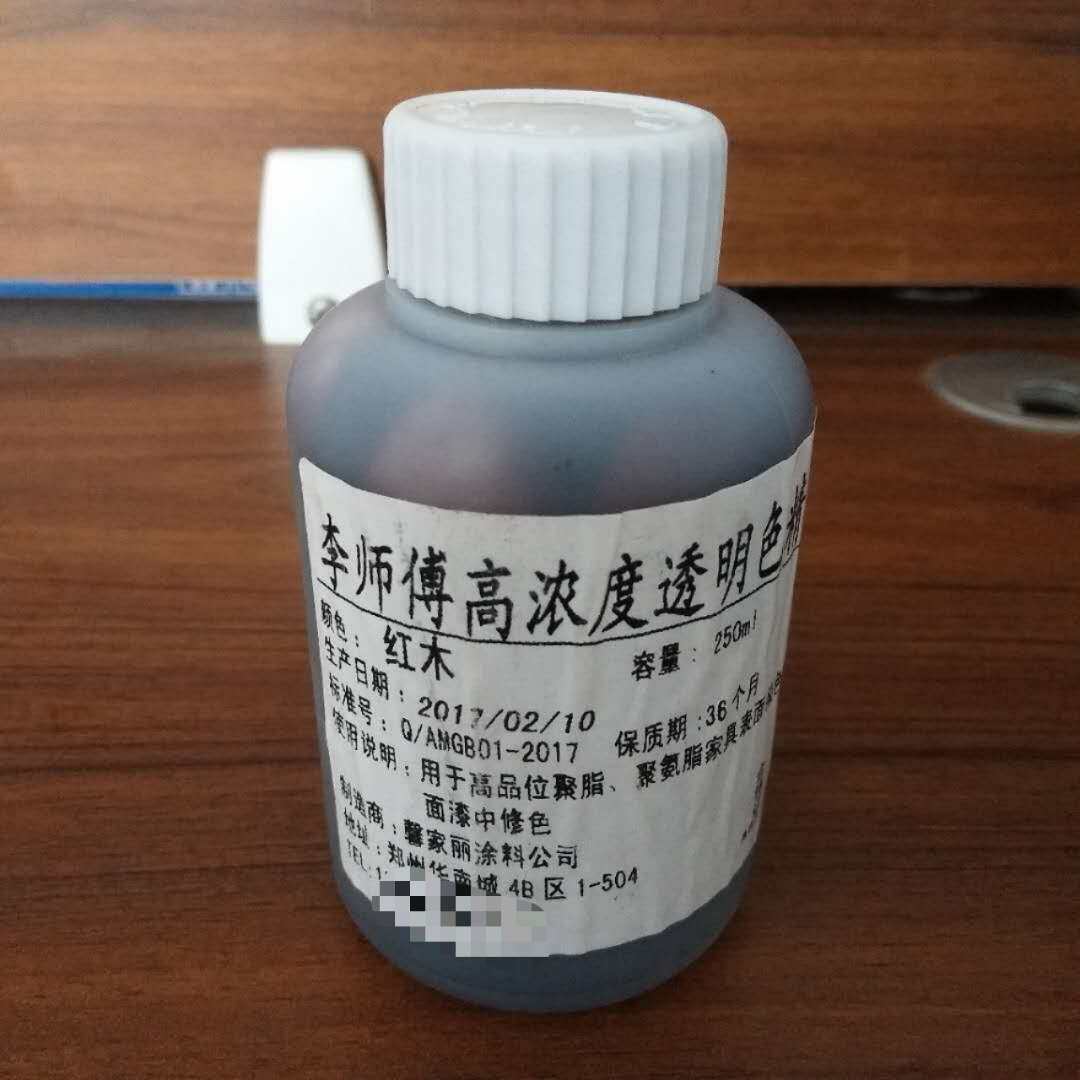 李师傅高浓度透明色精
颜色：红木 容量：250ml
生产日期：2017/02/10 保质期：36个月
标准号：Q/AMGB01-2017
使用说明：用于高品位聚脂、聚氨脂家具素面
面漆中修色
制造商：馨家丽涂料公司
地址：郑州华南城4B区1-504
TEL:1